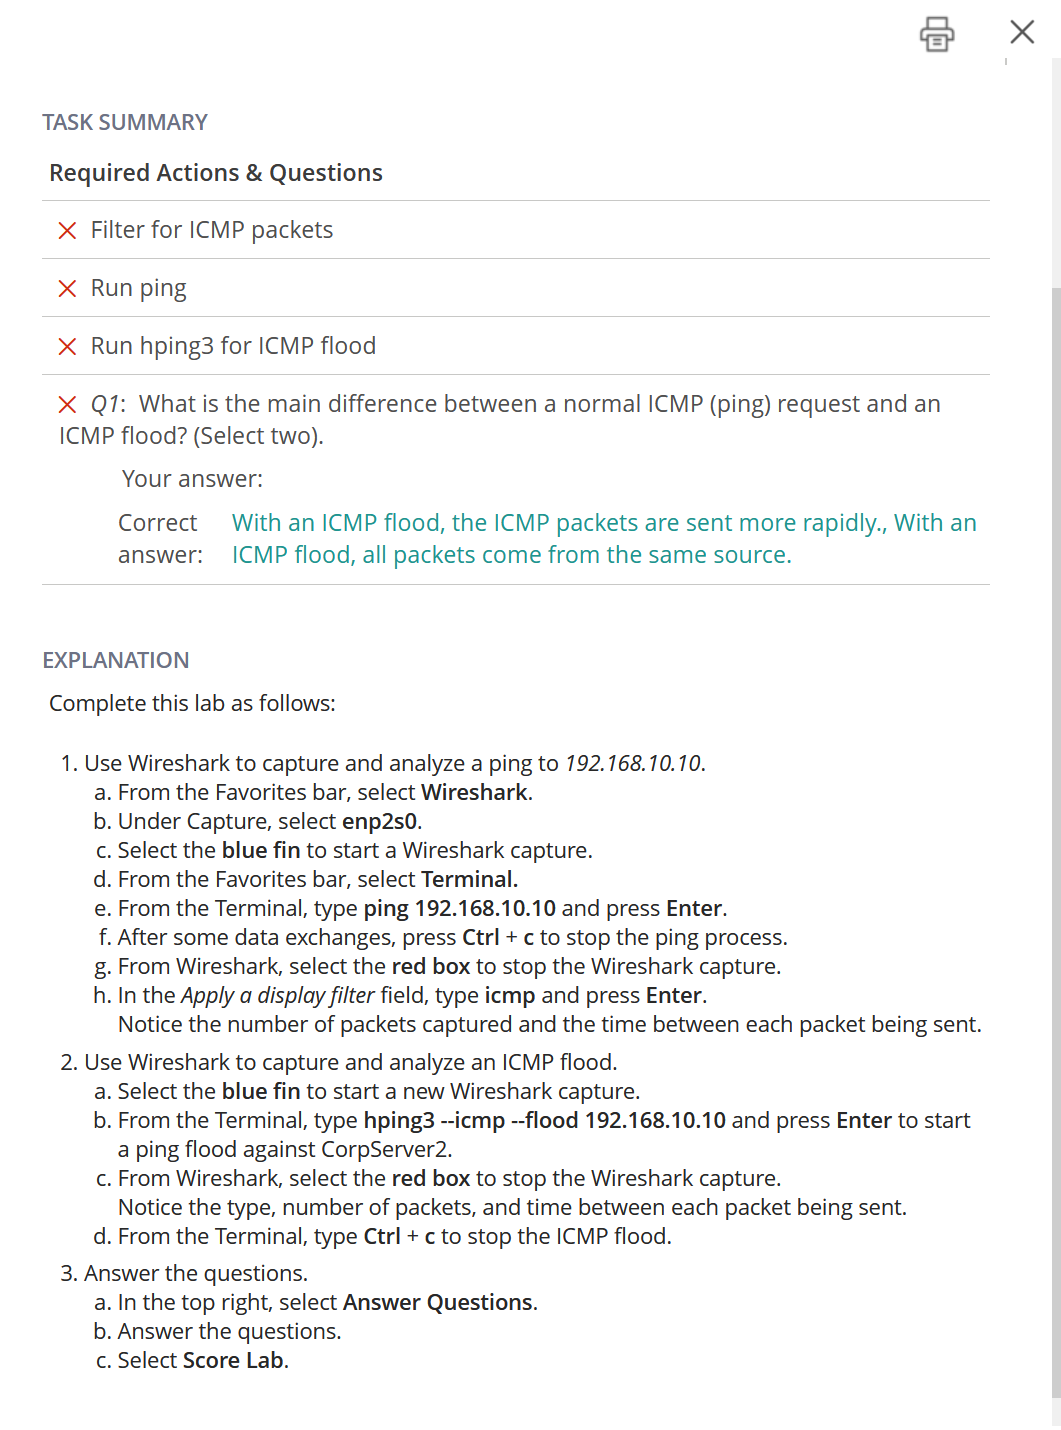 TASK SUMMARY
Required Actions & Questions
Filter for ICMP packets
Run ping
Run hping3 for ICMP flood
Q1: What is the main difference between a normal ICMP (ping) request and an
ICMP flood? (Select two).
Your answer:
Correct answer: With an ICMP flood, the ICMP packets are sent more rapidly., With an
ICMP flood, all packets come from the same source.
EXPLANATION
Complete this lab as follows:
1. Use Wireshark to capture and analyze a ping to 192.168.10.10.
a. From the Favorites bar, select Wireshark.
b. Under Capture, select enp2s0.
c. Select the blue fin to start a Wireshark capture.
d. From the Favorites bar, select Terminal.
e. From the Terminal, type ping 192.168.10.10 and press Enter.
f. After some data exchanges, press Ctrl + c to stop the ping process.
g. From Wireshark, select the red box to stop the Wireshark capture.
h. In the Apply a display filter field, type icmp and press Enter.
Notice the number of packets captured and the time between each packet being sent.
2. Use Wireshark to capture and analyze an ICMP flood.
a. Select the blue fin to start a new Wireshark capture.
b. From the Terminal, type hping3 --icmp --flood 192.168.10.10 and press Enter to start
a ping flood against CorpServer2.
c. From Wireshark, select the red box to stop the Wireshark capture.
Notice the type, number of packets, and time between each packet being sent.
d. From the Terminal, type Ctrl + c to stop the ICMP flood.
3. Answer the questions.
a. In the top right, select Answer Questions.
b. Answer the questions.
c. Select Score Lab.